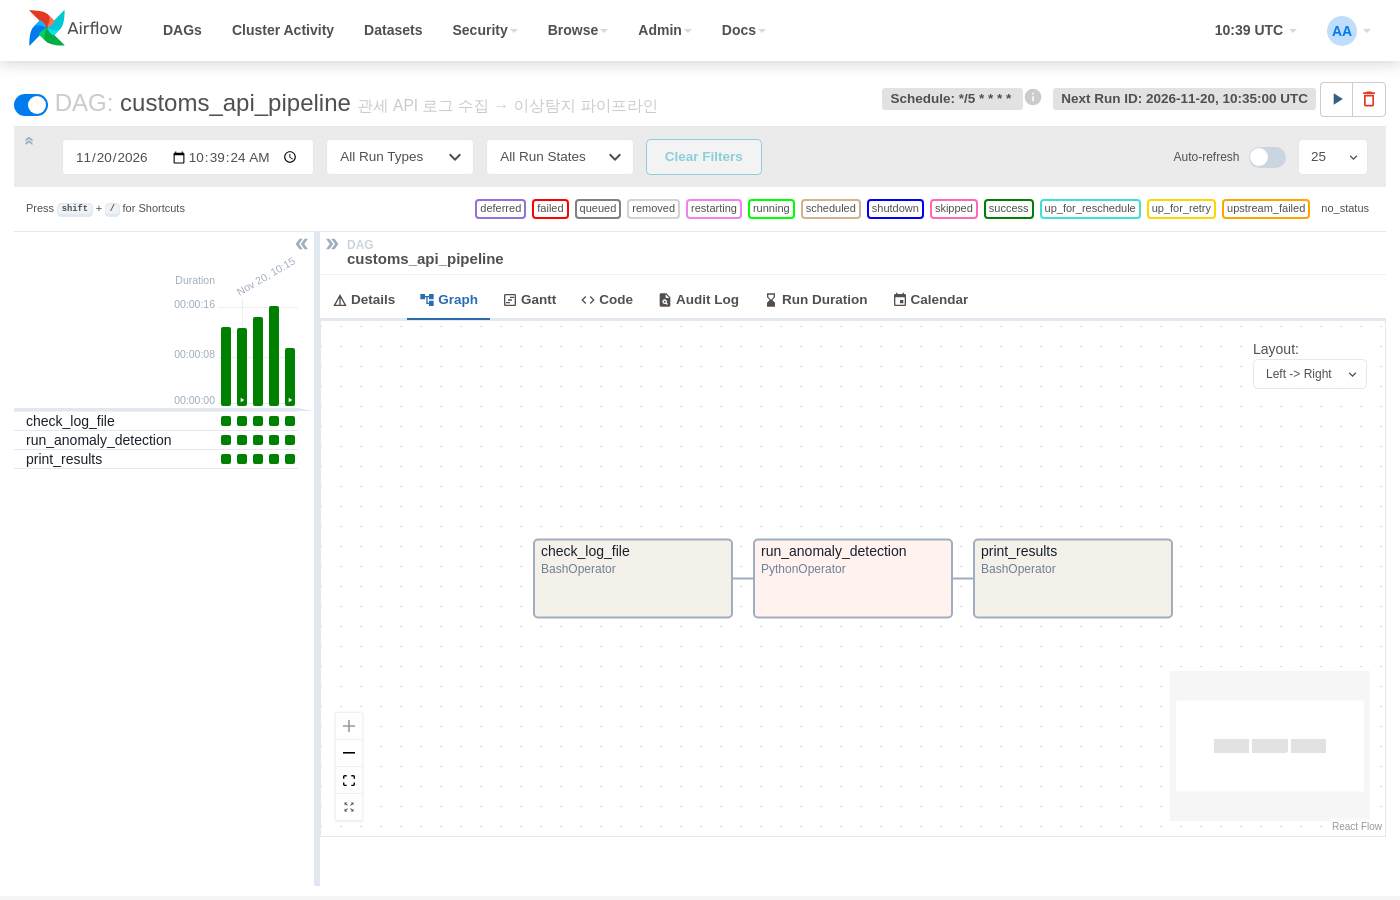 Airflow DAGs Cluster Activity Datasets Security Browse Admin Docs 10:39 UTC AA
DAG: customs_api_pipeline 관세 API 로그 수집 → 이상탐지 파이프라인 Schedule: */5 * * * * Next Run ID: 2026-11-20, 10:35:00 UTC
11/20/2026 10:39:24 AM All Run Types All Run States Clear Filters Auto-refresh 25
Press shift + / for Shortcuts deferred failed queued removed restarting running scheduled shutdown skipped success up_for_reschedule up_for_retry upstream_failed no_status
DAG
customs_api_pipeline
Details Graph Gantt Code Audit Log Run Duration Calendar
Nov 20, 10:15
Duration
00:00:16
00:00:08
00:00:00
check_log_file
run_anomaly_detection
print_results
Layout:
Left -> Right
check_log_file
BashOperator
run_anomaly_detection
PythonOperator
print_results
BashOperator
React Flow